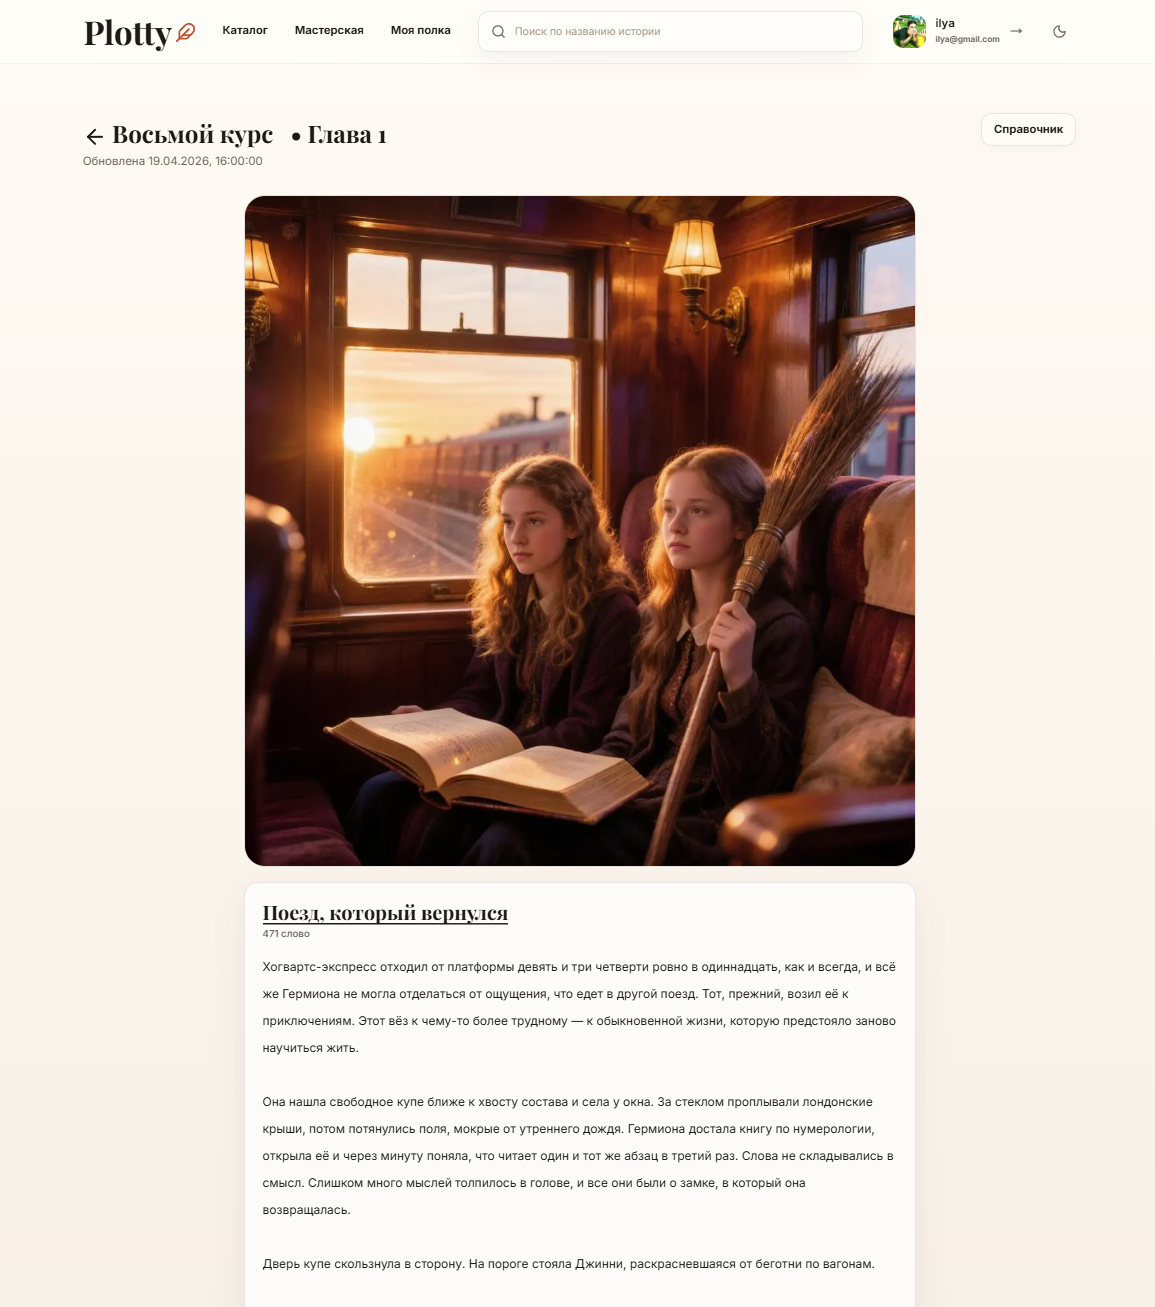 Plotty
Каталог
Мастерская
Моя полка
Поиск по названию истории
ilya
ilya@gmail.com
→
← Восьмой курс • Глава 1
Справочник
Обновлена 19.04.2026, 16:00:00
Поезд, который вернулся
471 слово
Хогвартс-экспресс отходил от платформы девять и три четверти ровно в одиннадцать, как и всегда, и всё
же Гермиона не могла отделаться от ощущения, что едет в другой поезд. Тот, прежний, возил её к
приключениям. Этот вёз к чему-то более трудному — к обыкновенной жизни, которую предстояло заново
научиться жить.
Она нашла свободное купе ближе к хвосту состава и села у окна. За стеклом проплывали лондонские
крыши, потом потянулись поля, мокрые от утреннего дождя. Гермиона достала книгу по нумерологии,
открыла её и через минуту поняла, что читает один и тот же абзац в третий раз. Слова не складывались в
смысл. Слишком много мыслей толпилось в голове, и все они были о замке, в который она
возвращалась.
Дверь купе скользнула в сторону. На пороге стояла Джинни, раскрасневшаяся от беготни по вагонам.